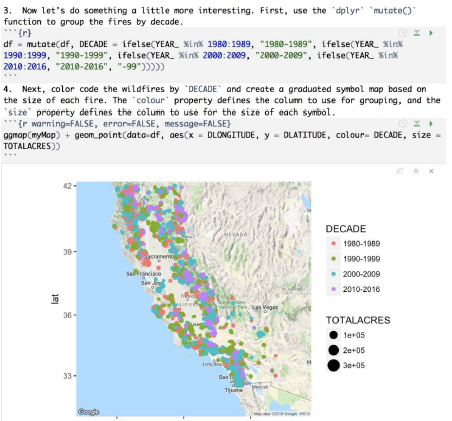 3. Now let's do something a little more interesting. First, use the `dplyr` `mutate()`
function to group the fires by decade.
```{r}
df = mutate(df, DECADE = ifelse(YEAR_ %in% 1980:1989, "1980-1989", ifelse(YEAR_ %in%
1990:1999, "1990-1999", ifelse(YEAR_ %in% 2000:2009, "2000-2009", ifelse(YEAR_ %in%
2010:2016, "2010-2016", "-99")))))
```
4. Next, color code the wildfires by `DECADE` and create a graduated symbol map based on
the size of each fire. The `colour` property defines the column to use for grouping, and the
`size` property defines the column to use for the size of each symbol.
```{r warning=FALSE, error=FALSE, message=FALSE}
ggmap(myMap) + geom_point(data=df, aes(x = DLONGITUDE, y = DLATITUDE, colour= DECADE, size =
TOTALACRES))
```
42
39
36
33
lat
NEVADA
Sacramento
San Francisco
San Jos
Las Vegas
CALIFOR
Long Bea
San D
Tijuana
Mexicali
Google
Map data ©2018 Google, INEGI
DECADE
1980-1989
1990-1999
2000-2009
2010-2016
TOTALACRES
1e+05
2e+05
3e+05